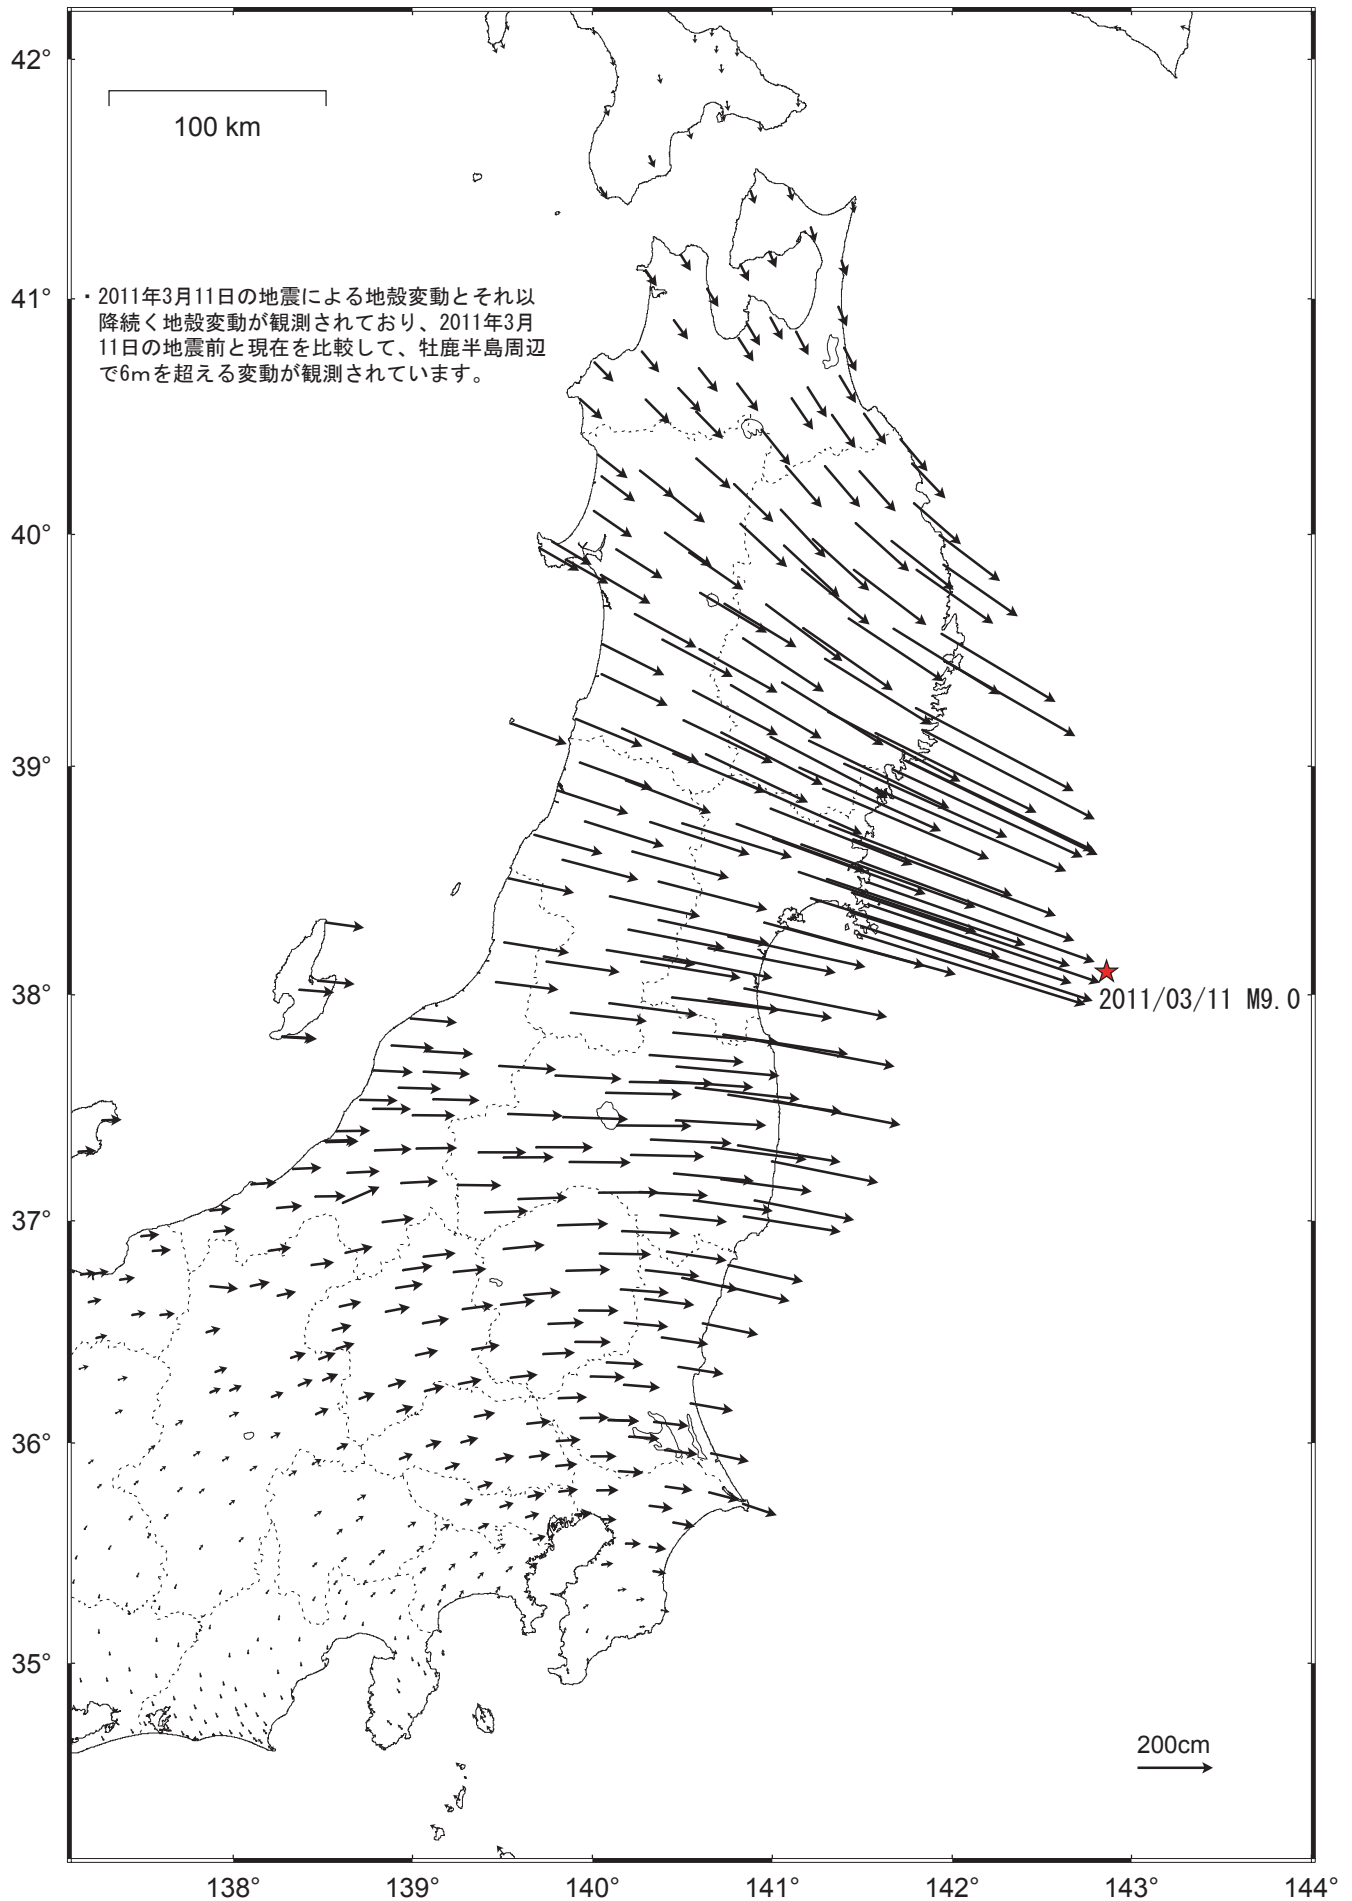 42°
100 km
41°
・2011年3月11日の地震による地殻変動とそれ以
降続く地殻変動が観測されており、2011年3月
11日の地震前と現在を比較して、牡鹿半島周辺
で6mを超える変動が観測されています。
40°
39°
38°
2011/03/11 M9.0
37°
36°
35°
200cm
138° 139° 140° 141° 142° 143° 144°